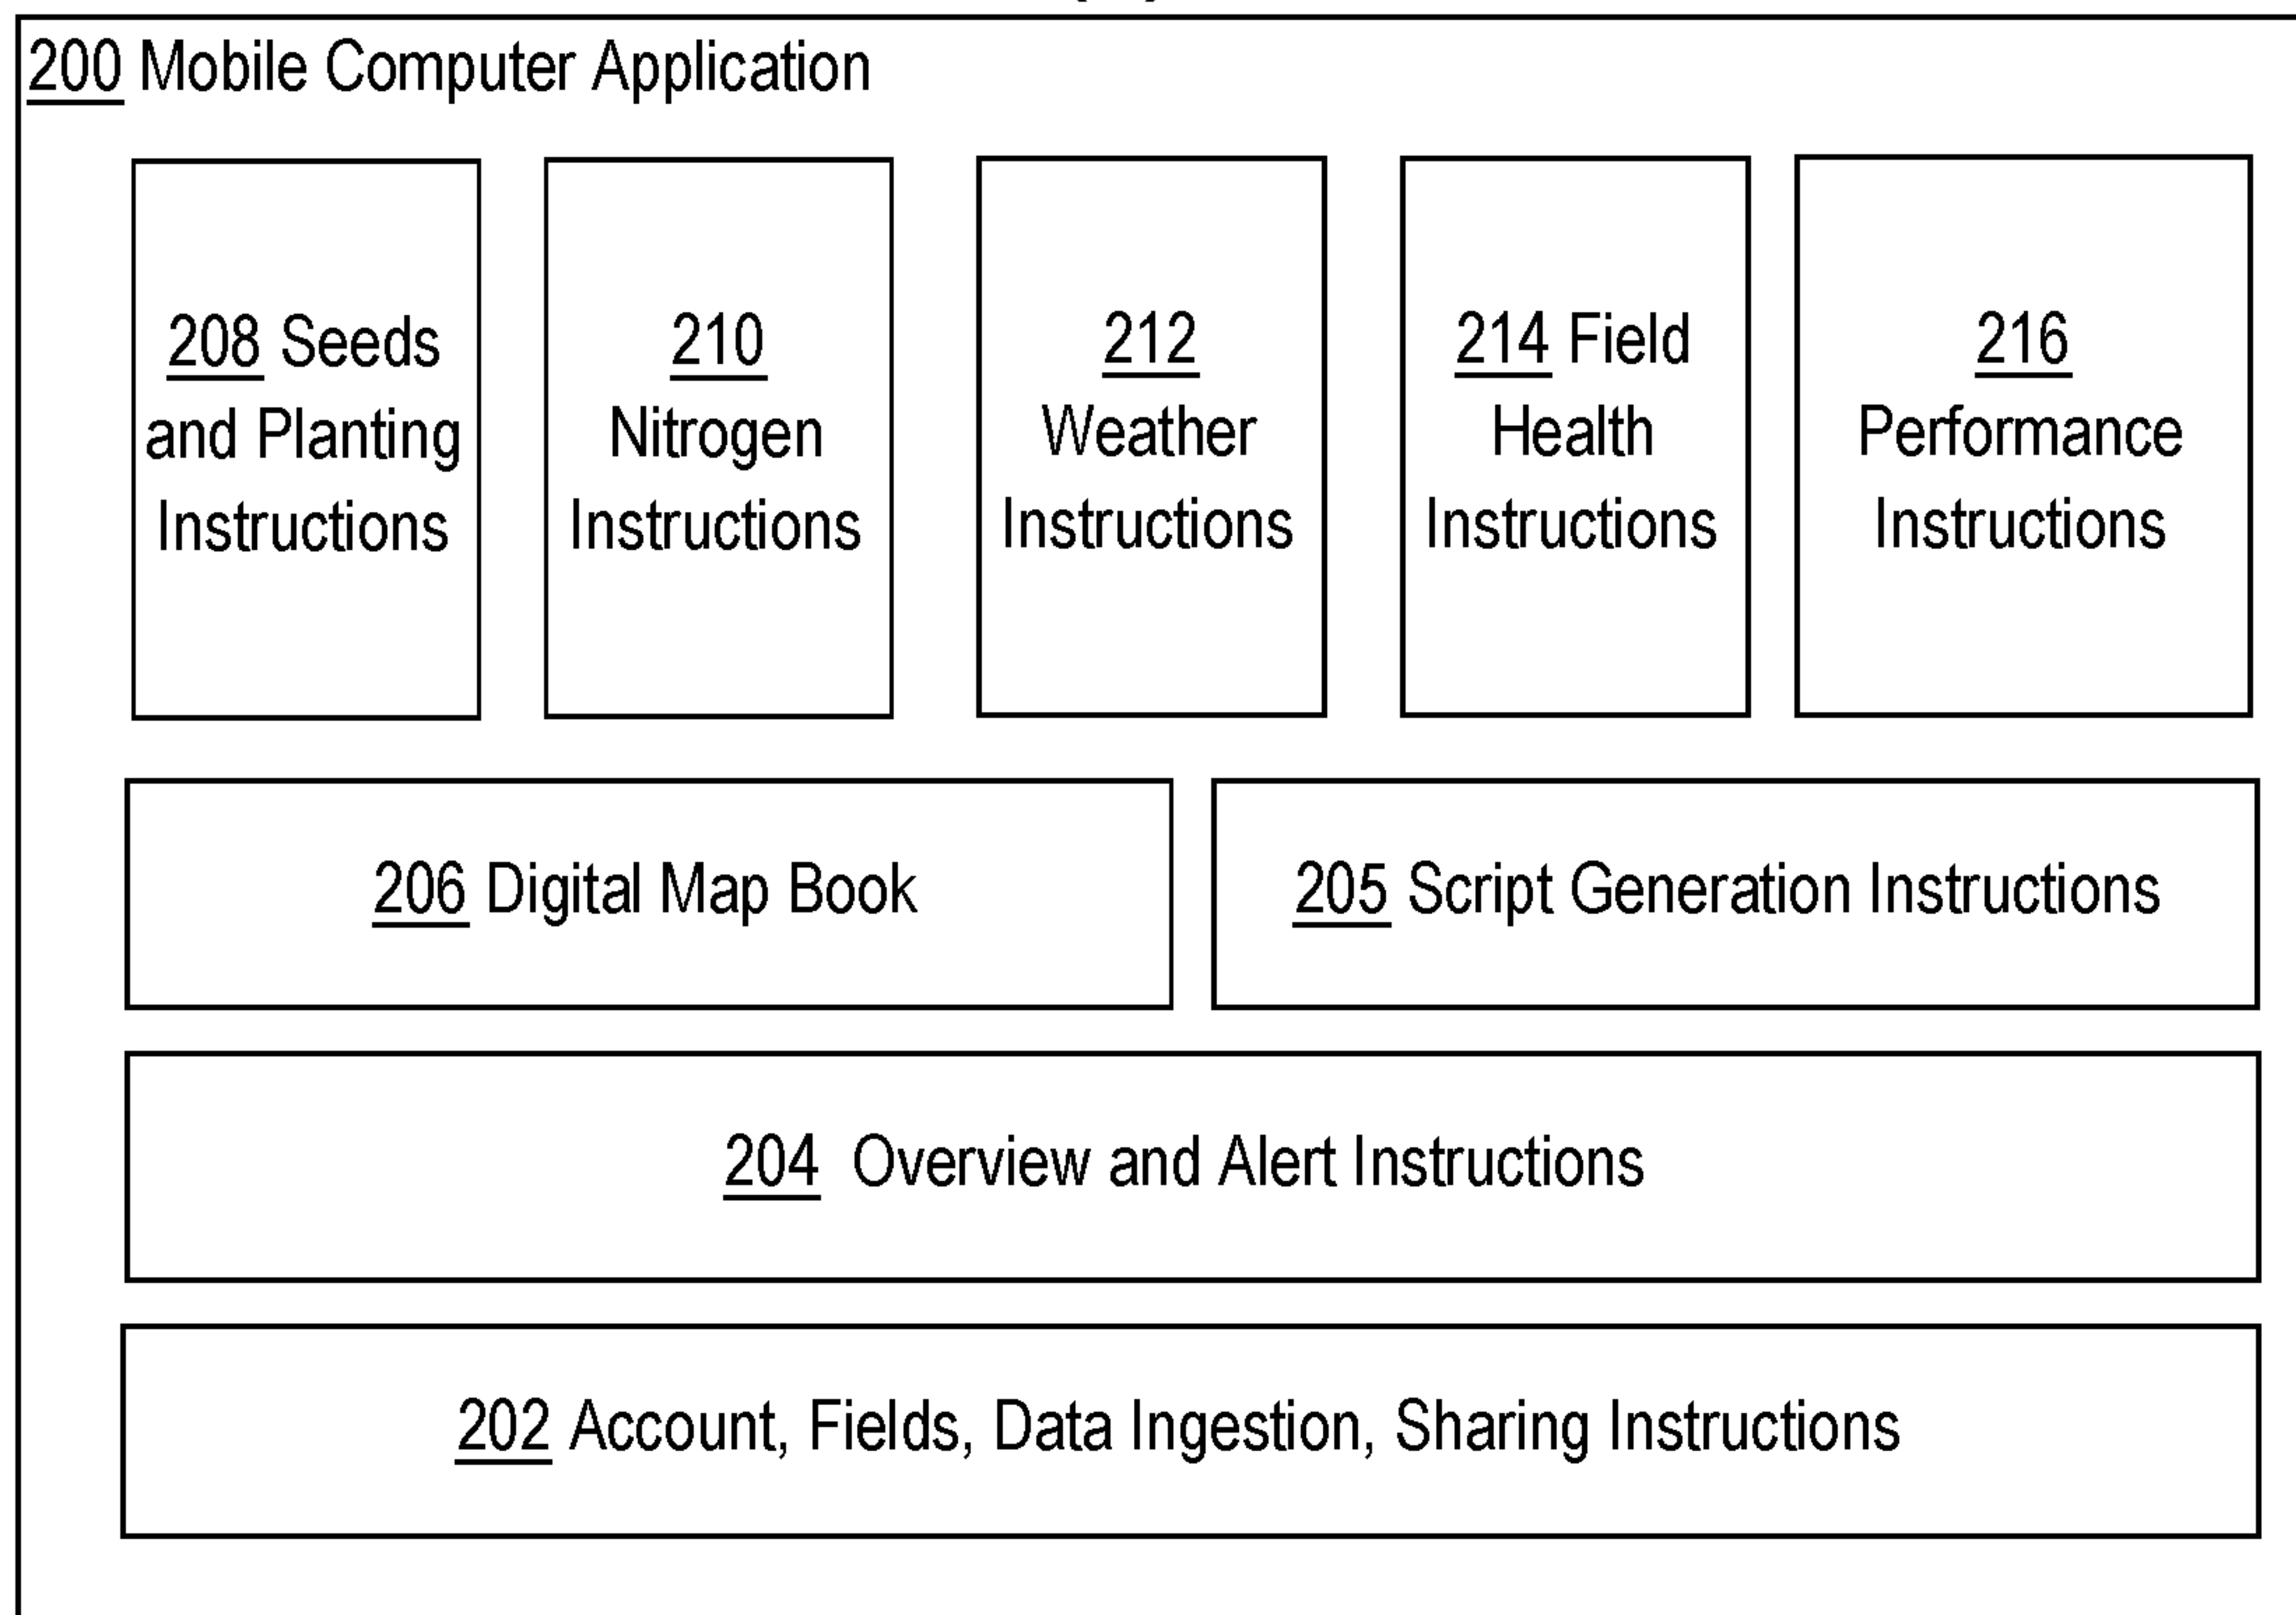 200 Mobile Computer Application
208 Seeds
and Planting
Instructions
210
Nitrogen
Instructions
212
Weather
Instructions
214 Field
Health
Instructions
216
Performance
Instructions
206 Digital Map Book
205 Script Generation Instructions
204 Overview and Alert Instructions
202 Account, Fields, Data Ingestion, Sharing Instructions